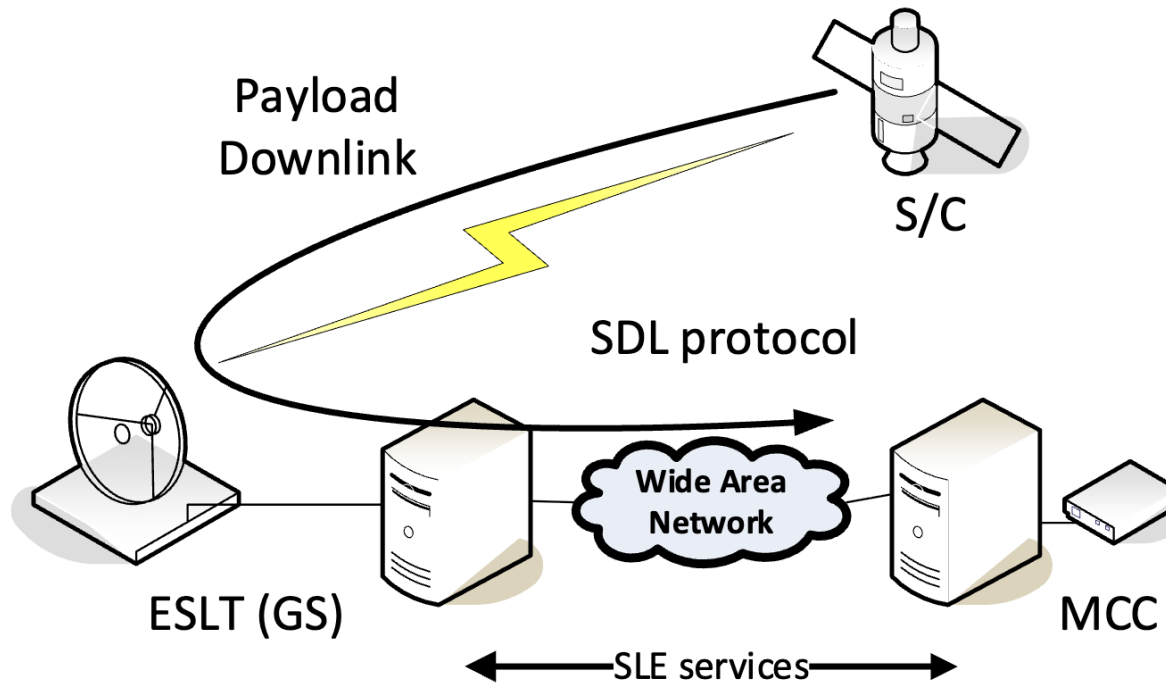 Payload
Downlink
S/C
SDL protocol
Wide Area
Network
ESLT (GS)
MCC
SLE services